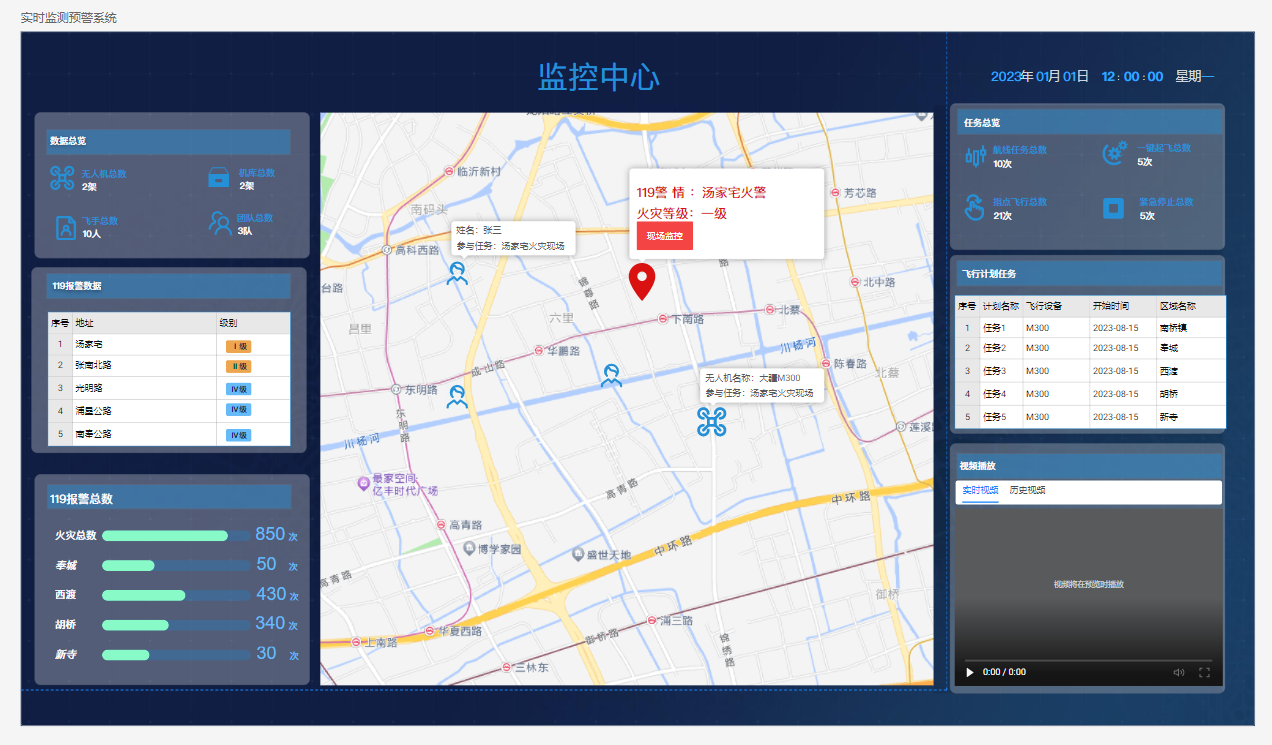 实时监测预警系统
监控中心
2023年 01月 01日 12 : 00 : 00 星期一
数据总览
无人机总数
2架
机库总数
2架
飞手总数
10人
团队总数
3队
119报警数据
序号 地址 级别
1 汤家宅 I 级
2 张南北路 II 级
3 光明路 IV 级
4 浦星公路 IV 级
5 南奉公路 IV 级
119报警总数
火灾总数 850 次
奉城 50 次
西渡 430 次
胡桥 340 次
新寺 30 次
临沂新村
南码头
高科西路
姓名：张三
参与任务：汤家宅火灾现场
119警 情 ：汤家宅火警
火灾等级：一级
现场监控
芳芯路
台路
昌里
锦尊路
六里
下南路
北蔡
北中路
华鹏路
成山路
川杨河
陈春路
北蔡
东明路
东明路
无人机名称：大疆M300
参与任务：汤家宅火灾现场
川杨河
莲溪路
景家空间·
亿丰时代广场
高青路
中环路
高青路
博学家园
盛世天地
中环路
高青路
御桥
浦三路
华夏西路
上南路
御桥路
锦绣路
三林东
任务总览
航线任务总数
10次
一键起飞总数
5次
指点飞行总数
21次
紧急停止总数
5次
飞行计划任务
序号 计划名称 飞行设备 开始时间 区域名称
1 任务1 M300 2023-08-15 南桥镇
2 任务2 M300 2023-08-15 奉城
3 任务3 M300 2023-08-15 西渡
4 任务4 M300 2023-08-15 胡桥
5 任务5 M300 2023-08-15 新寺
视频播放
实时视频 历史视频
视频将在预览时播放
0:00 / 0:00